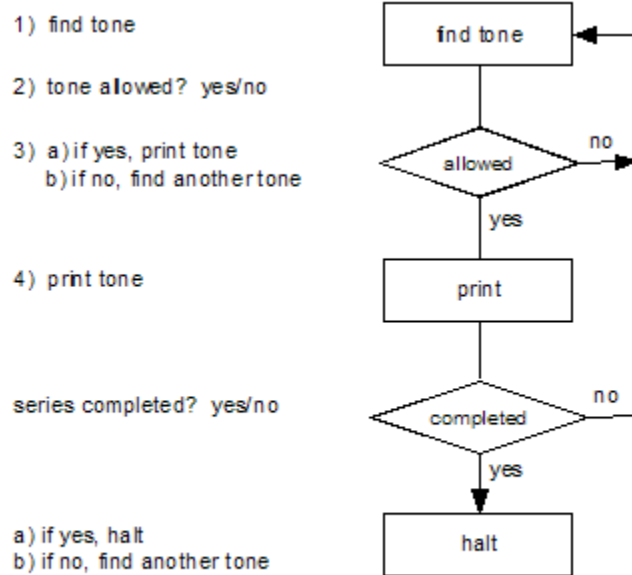 1) find tone
find tone
2) tone allowed? yes/no
3) a) if yes, print tone
b) if no, find another tone
allowed
no
yes
4) print tone
print
series completed? yes/no
completed
no
yes
a) if yes, halt
b) if no, find another tone
halt